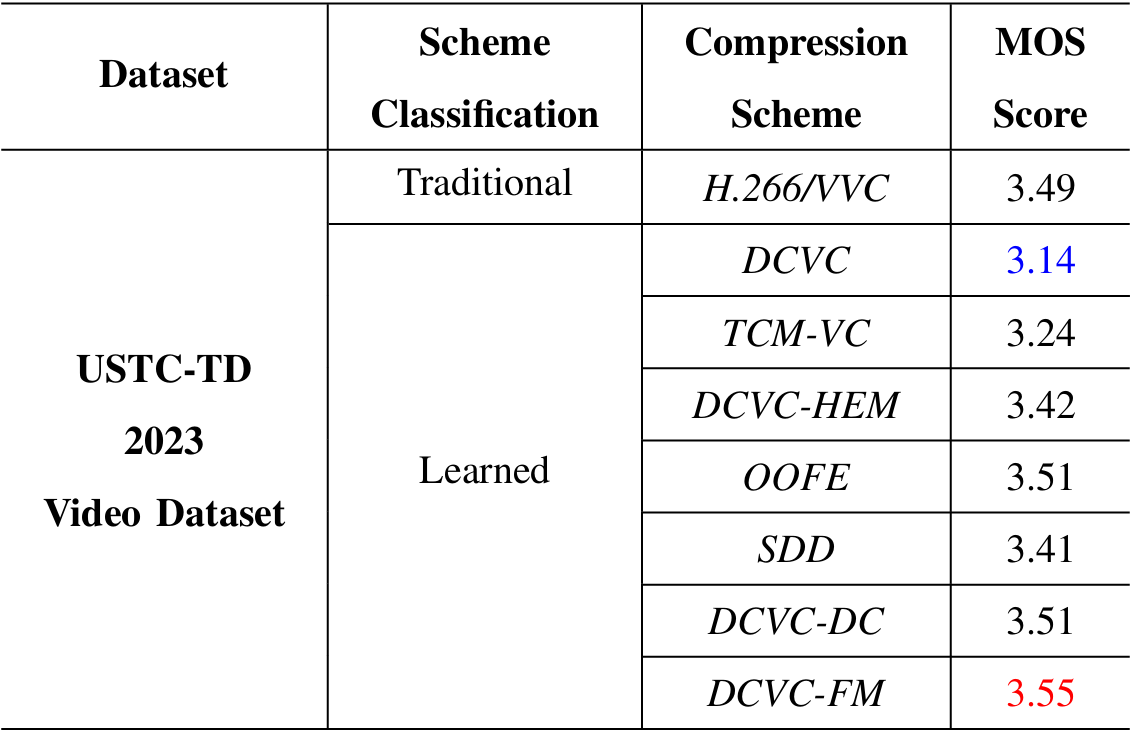 Dataset
Scheme
Classification
Compression
Scheme
MOS
Score
USTC-TD
2023
Video Dataset
Traditional
H.266/VVC
3.49
Learned
DCVC
3.14
TCM-VC
3.24
DCVC-HEM
3.42
OOFE
3.51
SDD
3.41
DCVC-DC
3.51
DCVC-FM
3.55